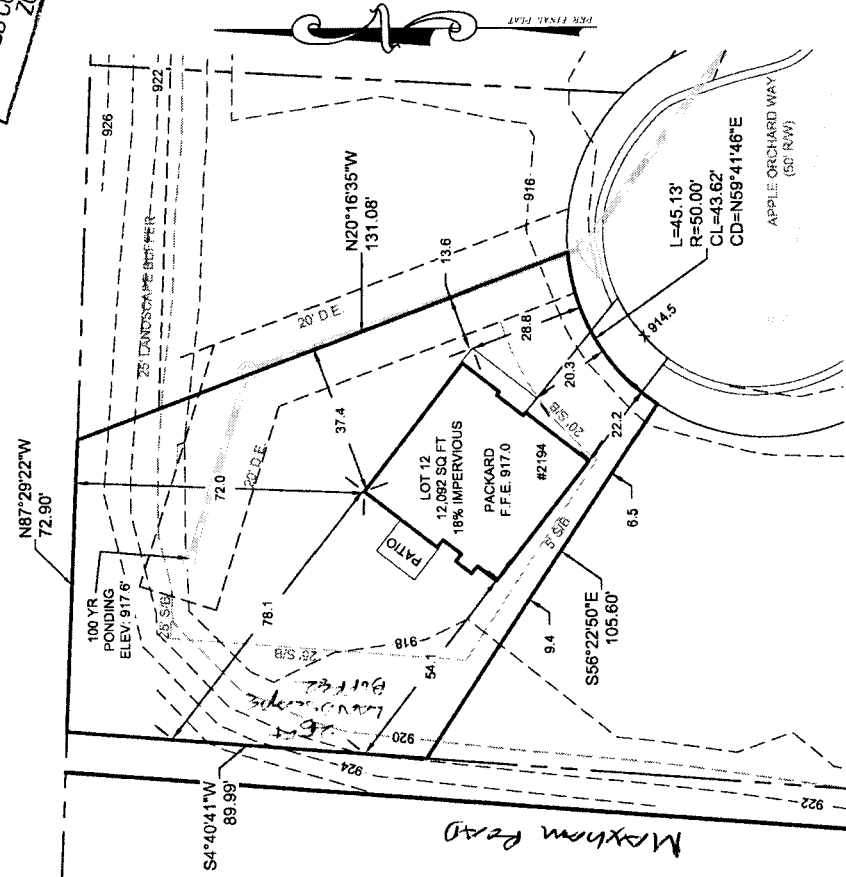 PER FINAL PLAT
N
926
922
25' LANDSCAPE BUFFER
N87°29'22"W
72.90'
N20°16'35"W
131.08'
20' D.E.
916
13.6
28.8
APPLE ORCHARD WAY
(50' R/W)
L=45.13'
R=50.00'
CL=43.62'
CD=N59°41'46"E
X 914.5
20.3
22.2
20' S/B
37.4
72.0
20' D.E.
100 YR
PONDING
ELEV: 917.6'
25' S/B
LOT 12
12,092 SQ FT
18% IMPERVIOUS
PACKARD
F.F.E. 917.0
#2194
PATIO
78.1
5' S/B
6.5
25' S/B
918
54.1
9.4
S56°22'50"E
105.60'
25 ft
Landscape
Buffer
920
924
S4°40'41"W
89.99'
922
Maxham Road